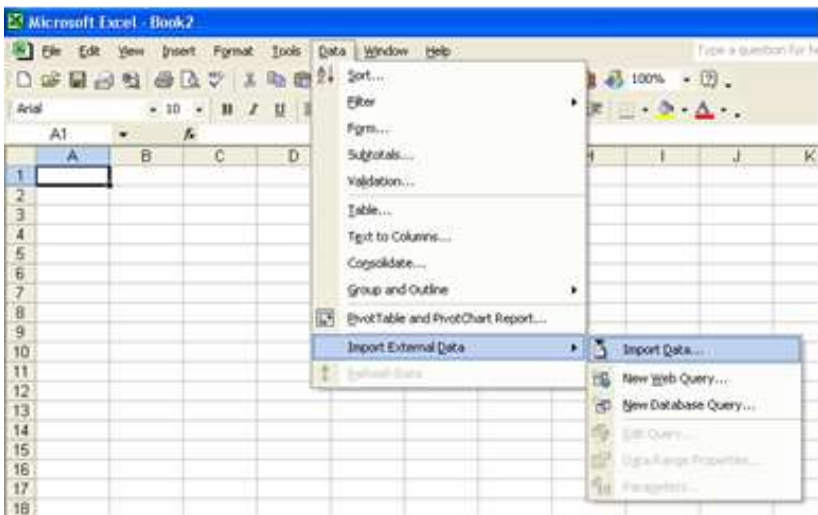 Microsoft Excel - Book2
File Edit View Insert Format Tools Data Window Help Type a question for he
100%
Arial 10 B I U
A1 fx
A B C D H I J K
1
2
3
4
5
6
7
8
9
10
11
12
13
14
15
16
17
18
Sort...
Filter
Form...
Subtotals...
Validation...
Table...
Text to Columns...
Consolidate...
Group and Outline
PivotTable and PivotChart Report...
Import External Data
Refresh Data
Import Data...
New Web Query...
New Database Query...
Edit Query...
Data Range Properties...
Parameters...